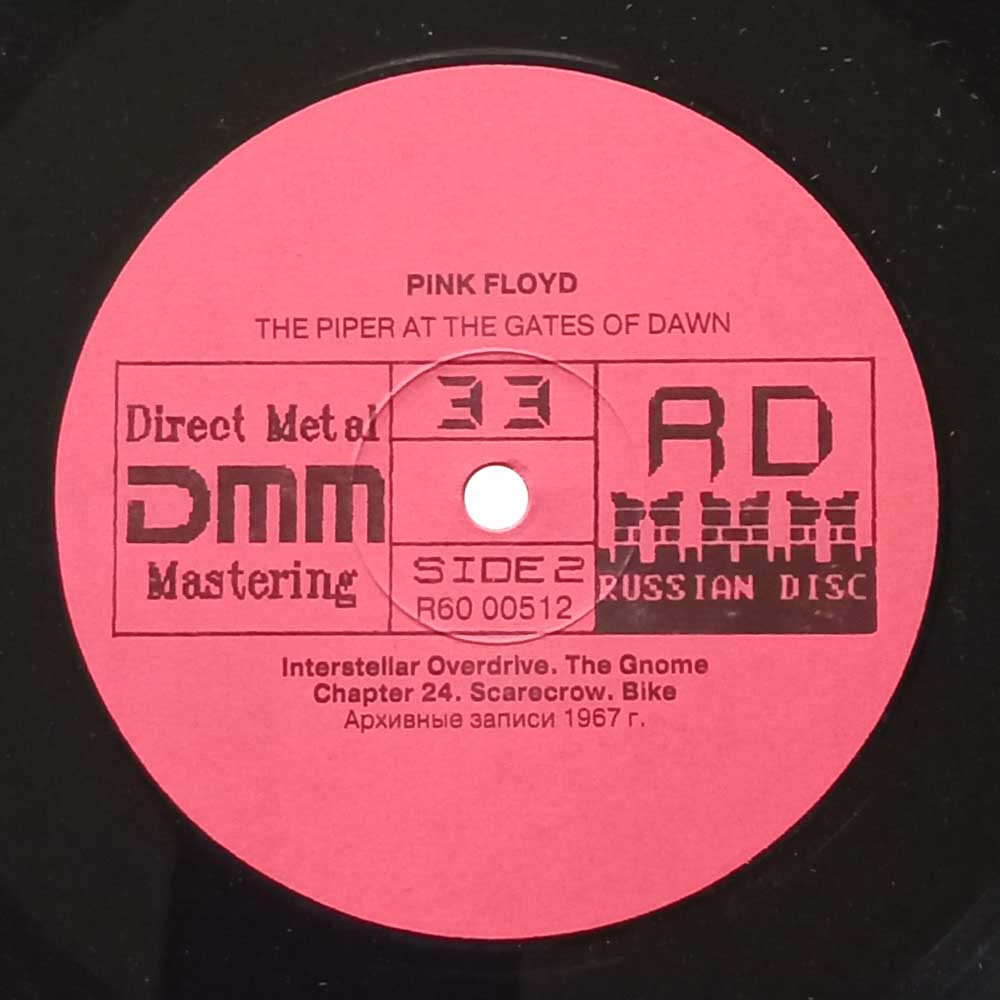 PINK FLOYD
THE PIPER AT THE GATES OF DAWN
Direct Metal
DMM
Mastering
33
SIDE 2
R60 00512
RD
RUSSIAN DISC
Interstellar Overdrive. The Gnome
Chapter 24. Scarecrow. Bike
Архивные записи 1967 г.